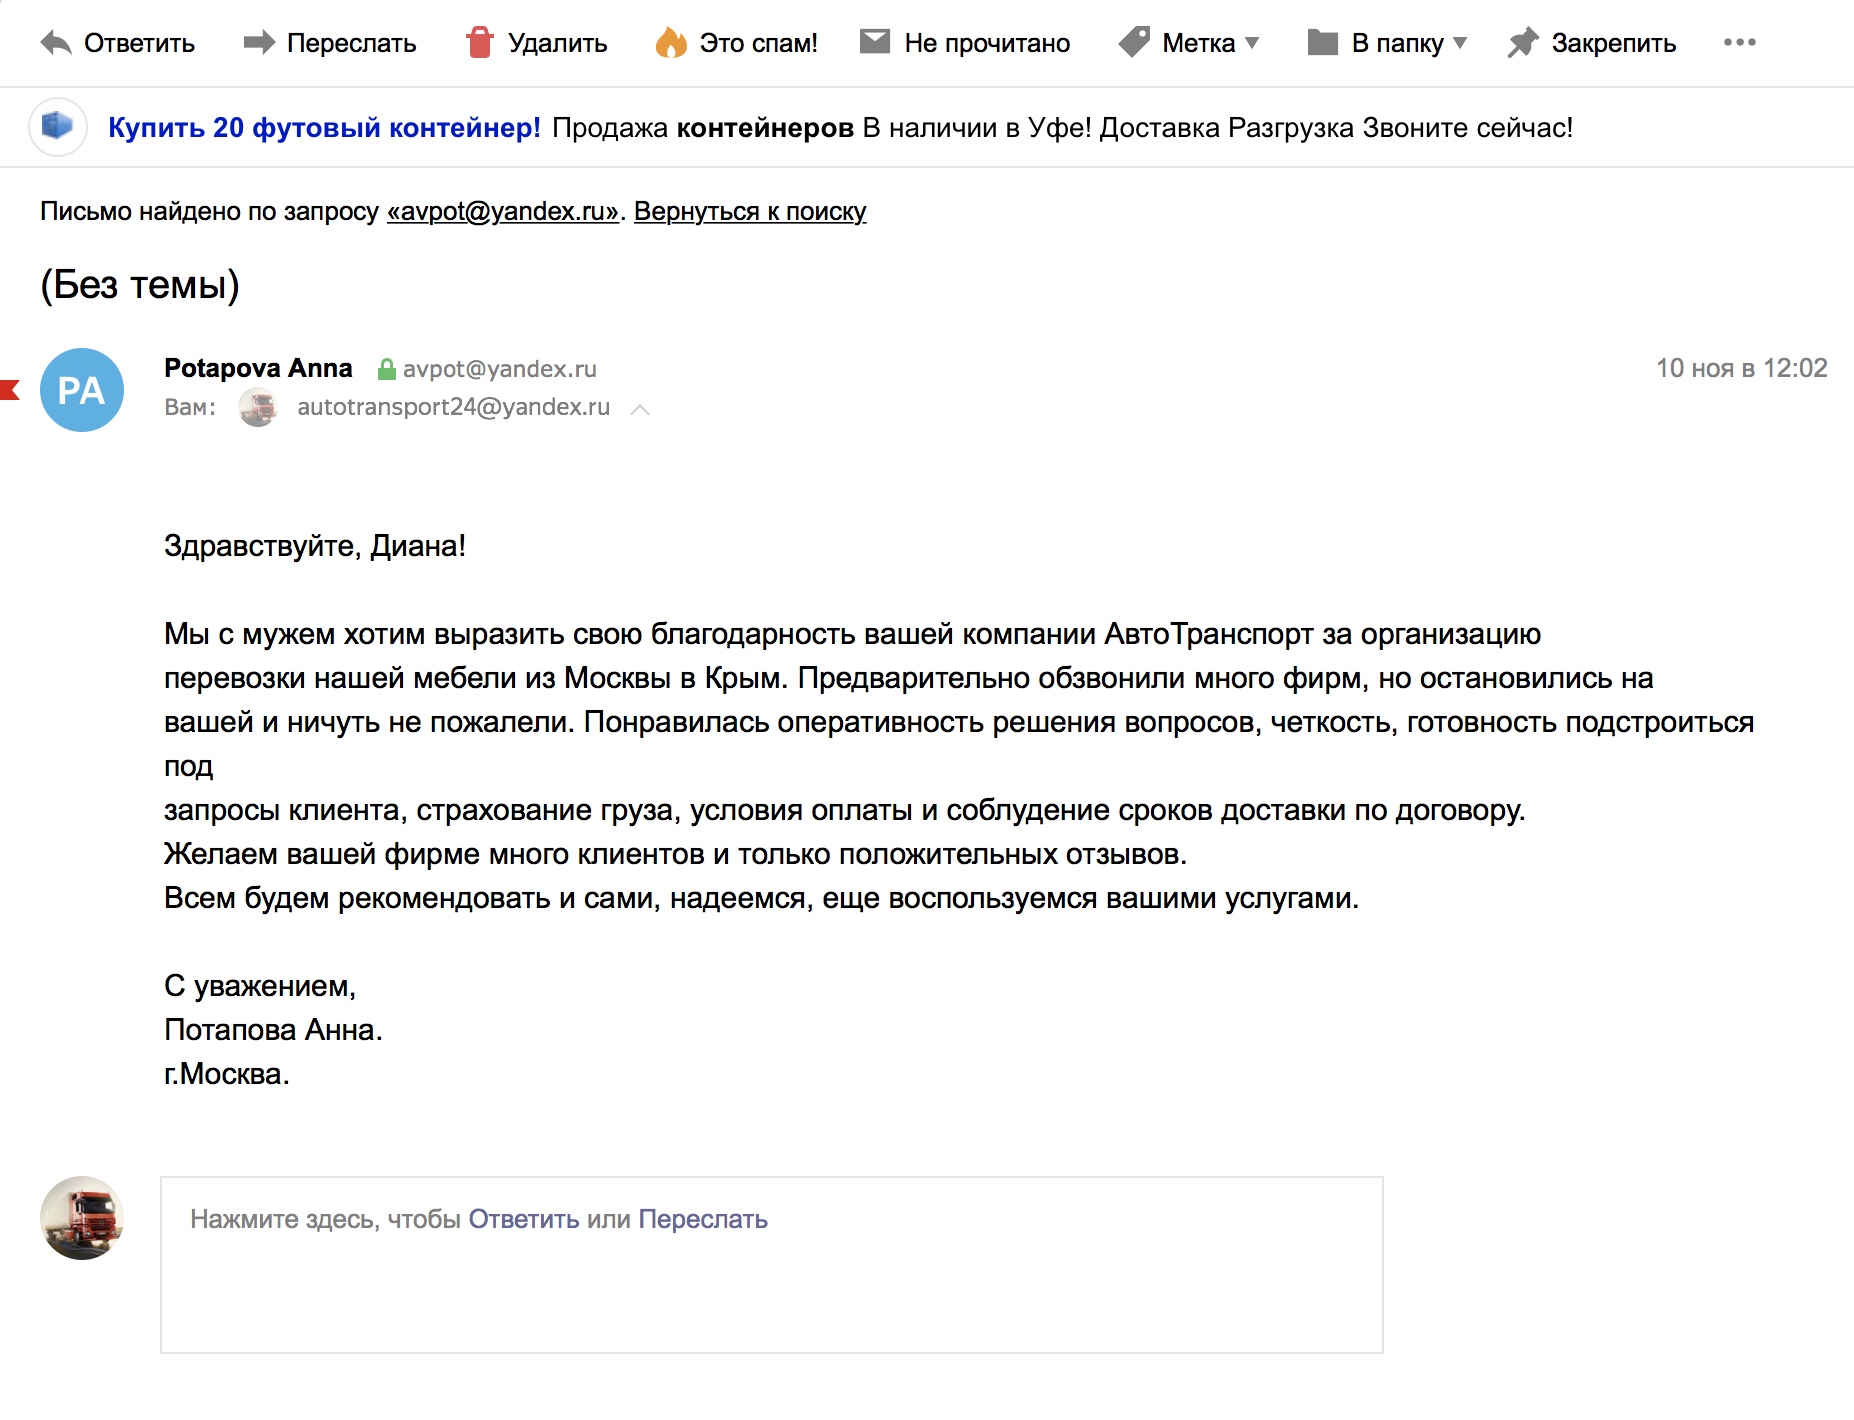 Ответить Переслать Удалить Это спам! Не прочитано Метка В папку Закрепить
Купить 20 футовый контейнер! Продажа контейнеров В наличии в Уфе! Доставка Разгрузка Звоните сейчас!
Письмо найдено по запросу «avpot@yandex.ru». Вернуться к поиску
(Без темы)
PA
Potapova Anna avpot@yandex.ru 10 ноя в 12:02
Вам: autotransport24@yandex.ru
Здравствуйте, Диана!
Мы с мужем хотим выразить свою благодарность вашей компании АвтоТранспорт за организацию
перевозки нашей мебели из Москвы в Крым. Предварительно обзвонили много фирм, но остановились на
вашей и ничуть не пожалели. Понравилась оперативность решения вопросов, четкость, готовность подстроиться
под
запросы клиента, страхование груза, условия оплаты и соблудение сроков доставки по договору.
Желаем вашей фирме много клиентов и только положительных отзывов.
Всем будем рекомендовать и сами, надеемся, еще воспользуемся вашими услугами.
С уважением,
Потапова Анна.
г.Москва.
Нажмите здесь, чтобы Ответить или Переслать